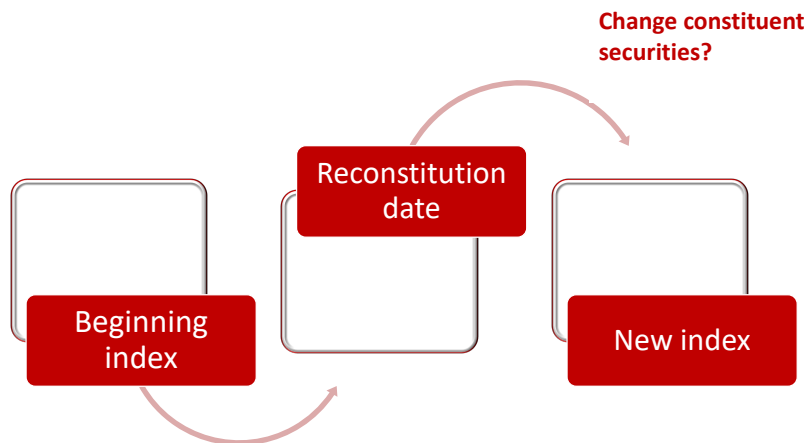 Change constituent
securities?
Reconstitution
date
Beginning
index
New index